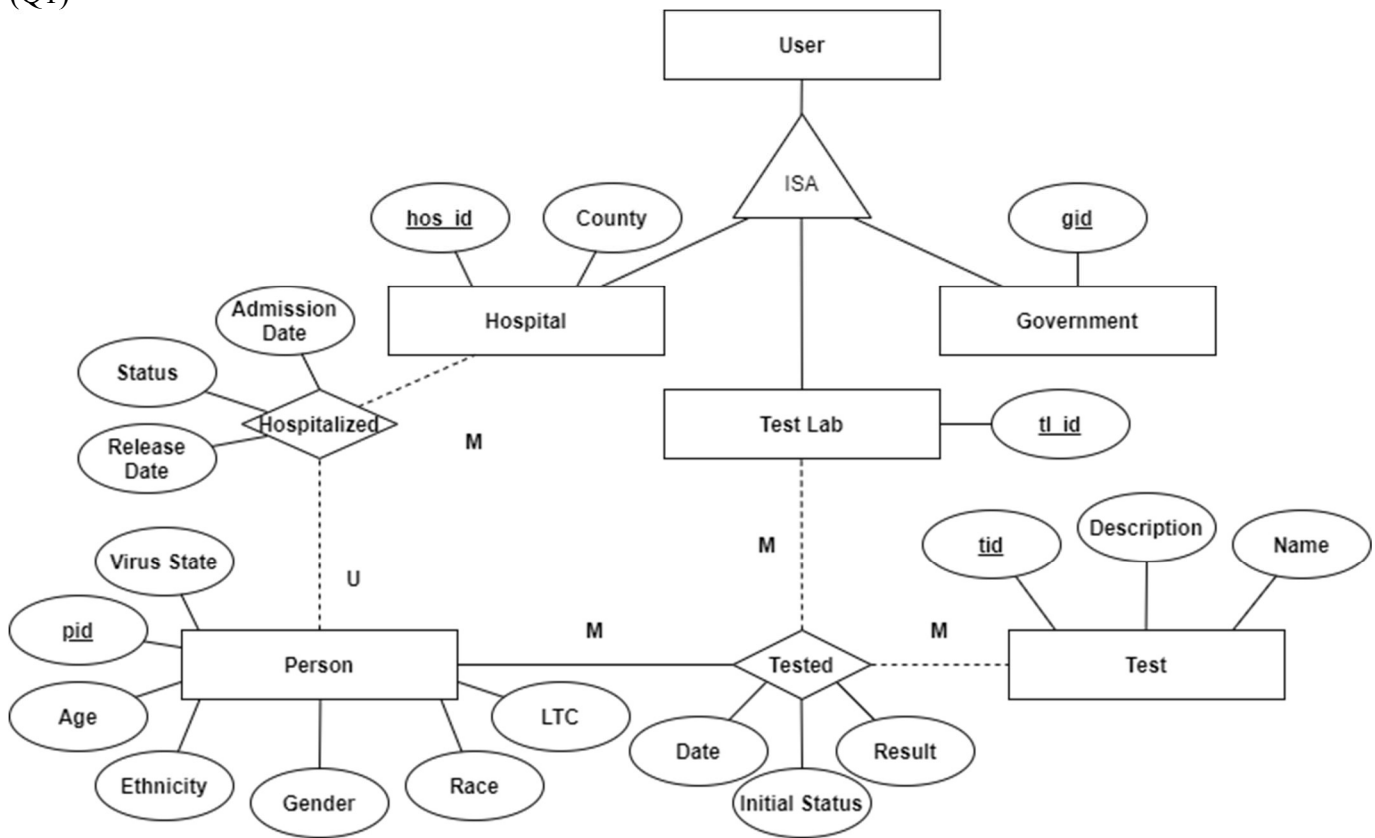 (Q1)
User
ISA
hos_id
County
gid
Admission
Date
Hospital
Government
Status
Hospitalized
Release
Date
M
Test Lab
tl_id
Virus State
U
M
tid
Description
Name
pid
Person
M
Tested
M
Test
Age
LTC
Date
Result
Ethnicity
Gender
Race
Initial Status